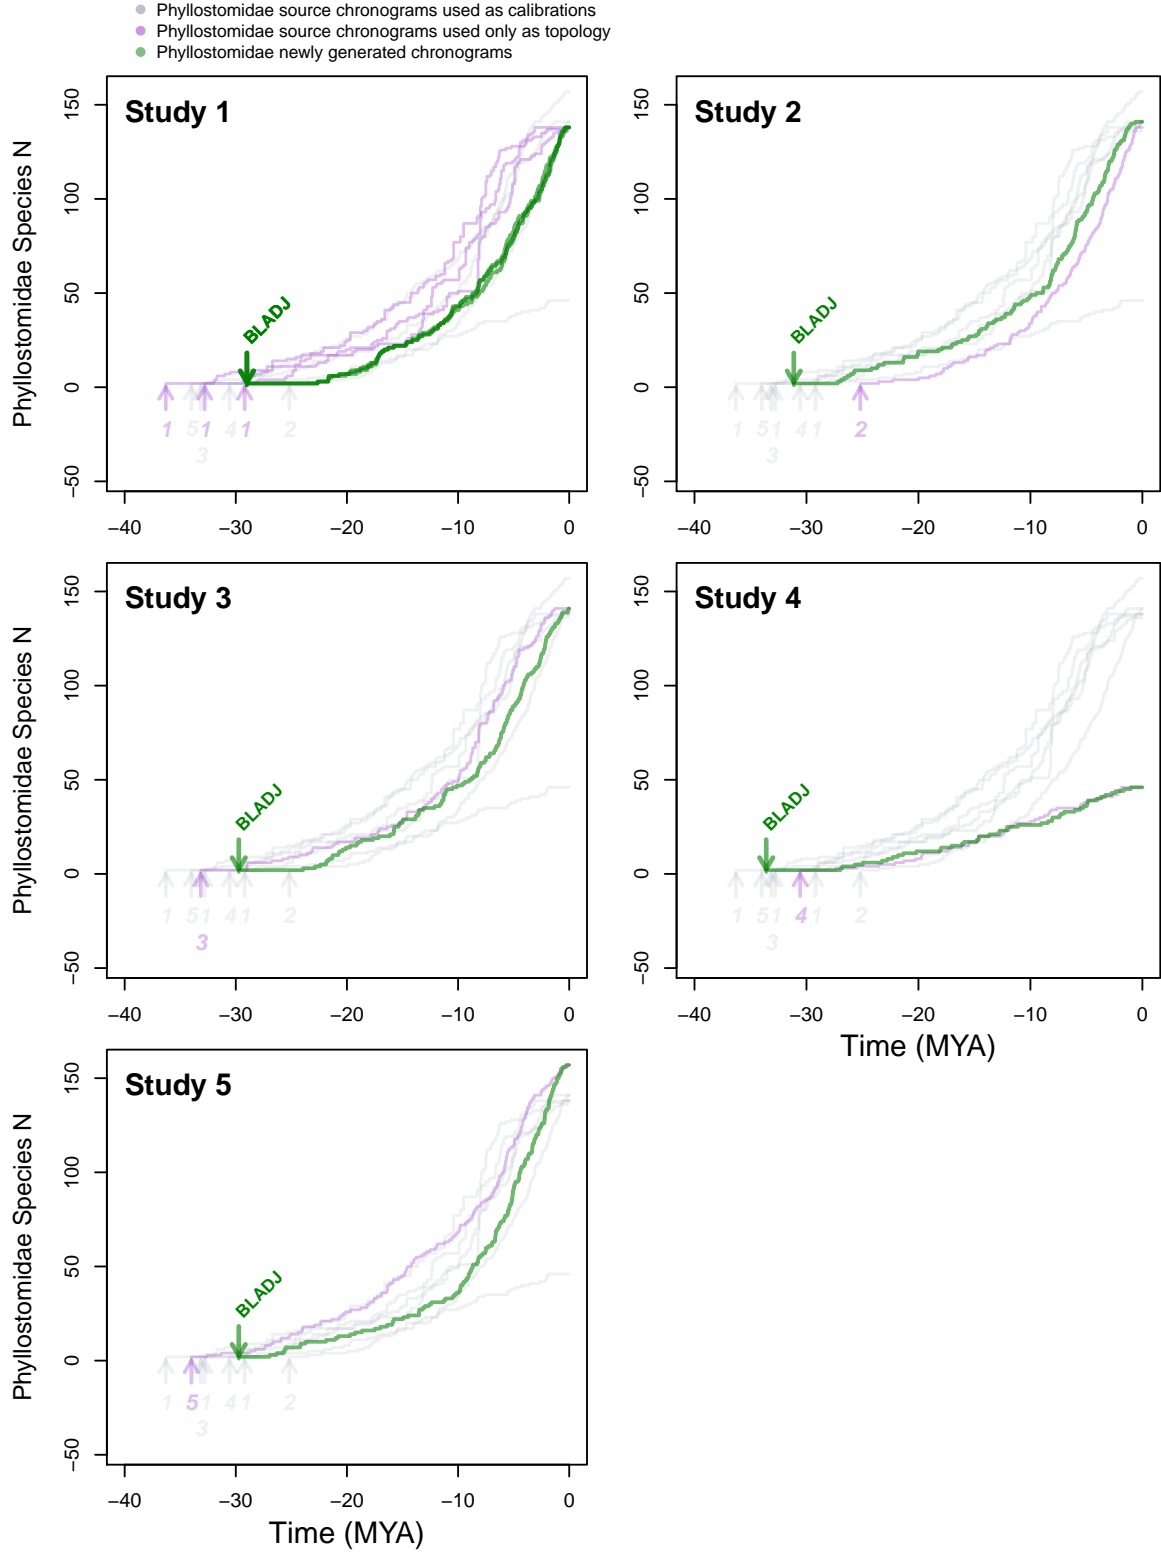 Phyllostomidae source chronograms used as calibrations
Phyllostomidae source chronograms used only as topology
Phyllostomidae newly generated chronograms
Study 1
Phyllostomidae Species N
150
100
50
0
−50
BLADJ
1 5 1 4 1 2
3
−40 −30 −20 −10 0
Study 2
150
100
50
0
−50
BLADJ
1 5 1 4 1 2
3
−40 −30 −20 −10 0
Study 3
Phyllostomidae Species N
150
100
50
0
−50
BLADJ
1 5 1 4 1 2
3
−40 −30 −20 −10 0
Study 4
150
100
50
0
−50
BLADJ
1 5 1 4 1 2
3
−40 −30 −20 −10 0
Time (MYA)
Study 5
Phyllostomidae Species N
150
100
50
0
−50
BLADJ
1 5 1 4 1 2
3
−40 −30 −20 −10 0
Time (MYA)